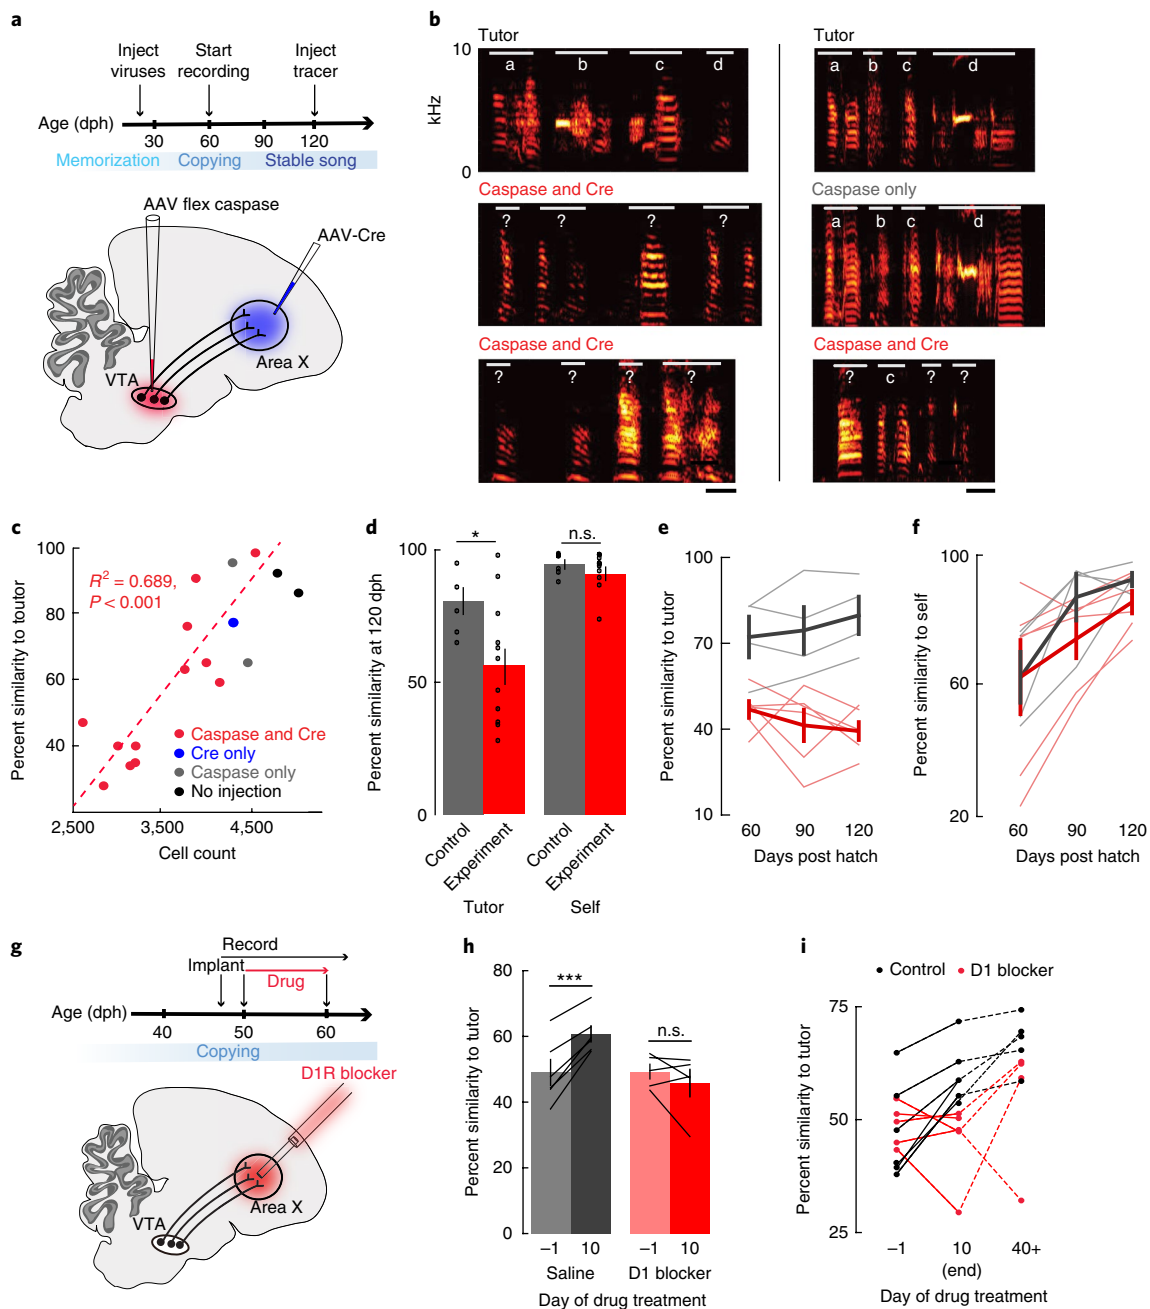 a
Inject viruses
Start recording
Inject tracer
Age (dph)
30
60
90
120
Memorization
Copying
Stable song
AAV flex caspase
AAV-Cre
Area X
VTA
b
Tutor
10
kHz
0
a
b
c
d
Caspase and Cre
?
?
?
?
Caspase and Cre
?
?
?
?
Tutor
a
b
c
d
Caspase only
a
b
c
d
Caspase and Cre
?
c
?
?
c
Percent similarity to toutor
100
80
60
40
R² = 0.689,
P < 0.001
Caspase and Cre
Cre only
Caspase only
No injection
2,500
3,500
4,500
Cell count
d
Percent similarity at 120 dph
100
50
0
*
n.s.
Control
Experiment
Control
Experiment
Tutor
Self
e
Percent similarity to tutor
100
70
40
10
60
90
120
Days post hatch
f
Percent similarity to self
100
60
20
60
90
120
Days post hatch
g
Record
Implant
Drug
Age (dph)
40
50
60
Copying
D1R blocker
Area X
VTA
h
Percent similarity to tutor
80
60
40
20
0
***
n.s.
–1
10
–1
10
Saline
D1 blocker
Day of drug treatment
i
Control
D1 blocker
Percent similarity to tutor
75
50
25
–1
10
(end)
40+
Day of drug treatment